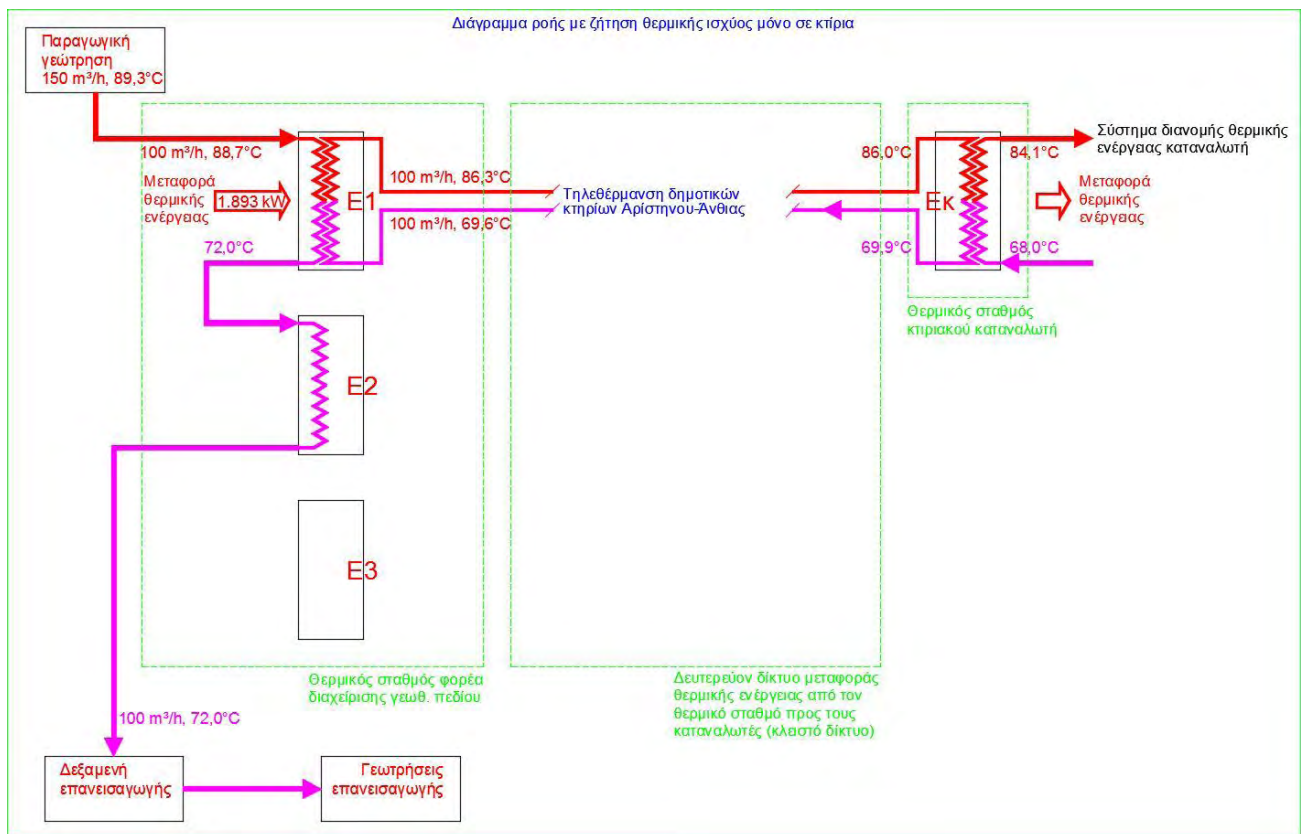 Διάγραμμα ροής με ζήτηση θερμικής ισχύος μόνο σε κτίρια
Παραγωγική
γεώτρηση
150 m³/h, 89,3°C
100 m³/h, 88,7°C
Μεταφορά
θερμικής
ενέργειας
1.893 kW
E1
100 m³/h, 86,3°C
100 m³/h, 69,6°C
72,0°C
Τηλεθέρμανση δημοτικών
κτηρίων Αρίστηνου-Άνθιας
86,0°C
69,9°C
Εκ
84,1°C
68,0°C
Σύστημα διανομής θερμικής
ενέργειας καταναλωτή
Μεταφορά
θερμικής
ενέργειας
Θερμικός σταθμός
κτιριακού καταναλωτή
E2
E3
Θερμικός σταθμός φορέα
διαχείρισης γεωθ. πεδίου
Δευτερεύον δίκτυο μεταφοράς
θερμικής ενέργειας από τον
θερμικό σταθμό προς τους
καταναλωτές (κλειστό δίκτυο)
100 m³/h, 72,0°C
Δεξαμενή
επανεισαγωγής
Γεωτρήσεις
επανεισαγωγής